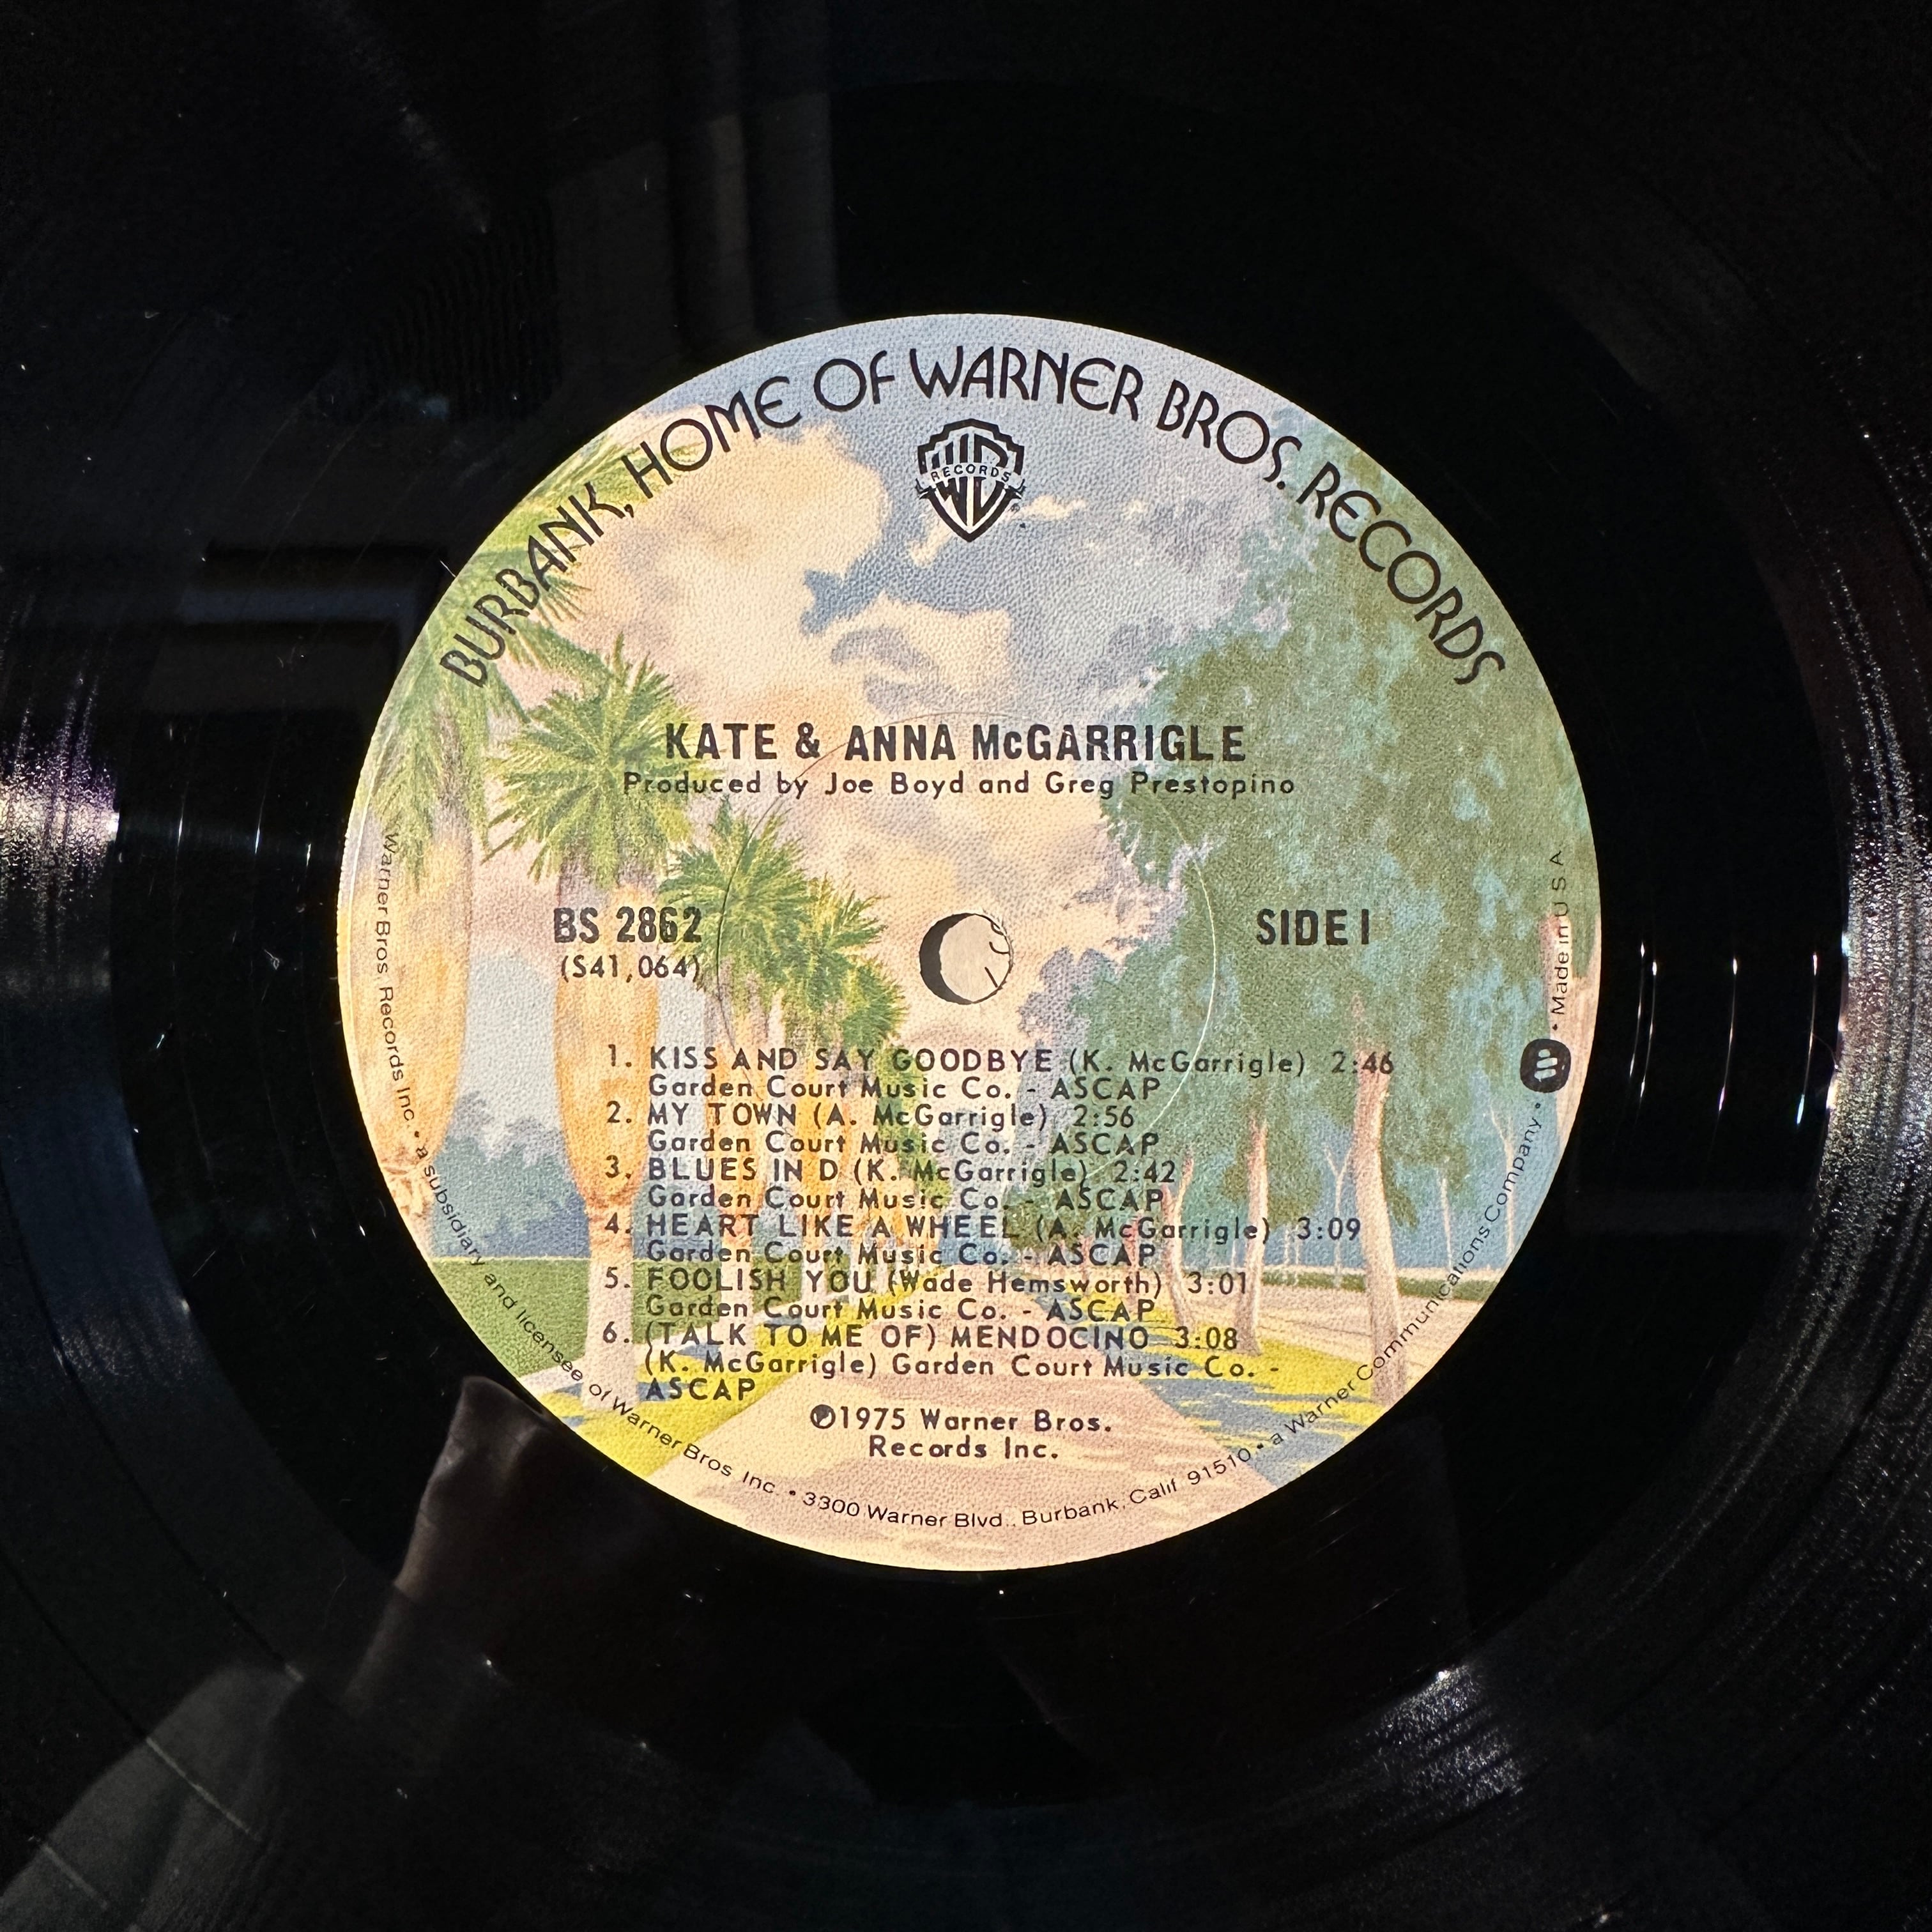 BURBANK, HOME OF WARNER BROS. RECORDS
WB
RECORDS
®
KATE & ANNA McGARRIGLE
Produced by Joe Boyd and Greg Prestopino
BS 2862
(S41,064)
SIDE 1
1. KISS AND SAY GOODBYE (K. McGarrigle) 2:46
Garden Court Music Co. - ASCAP
2. MY TOWN (A. McGarrigle) 2:56
Garden Court Music Co. - ASCAP
3. BLUES IN D (K. McGarrigle) 2:42
Garden Court Music Co. - ASCAP
4. HEART LIKE A WHEEL (A. McGarrigle) 3:09
Garden Court Music Co. - ASCAP
5. FOOLISH YOU (Wade Hemsworth) 3:01
Garden Court Music Co. - ASCAP
6. (TALK TO ME OF) MENDOCINO 3:08
(K. McGarrigle) Garden Court Music Co. -
ASCAP
℗1975 Warner Bros.
Records Inc.
Warner Bros. Records Inc. • a subsidiary and licensee of Warner Bros. Inc. • 3300 Warner Blvd., Burbank, Calif. 91510 • a Warner Communications Company • W • Made in U S A